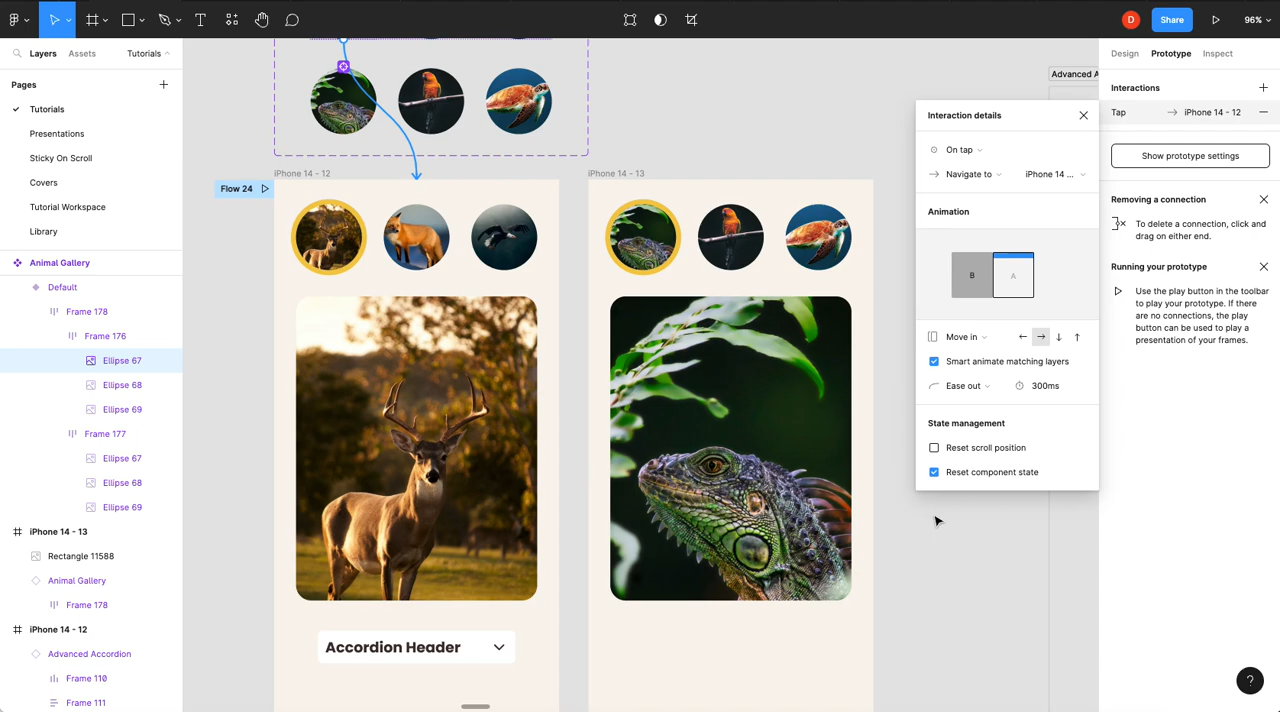 D
Share
96%
Layers
Assets
Tutorials
Pages
Tutorials
Presentations
Sticky On Scroll
Covers
Tutorial Workspace
Library
Animal Gallery
Default
Frame 178
Frame 176
Ellipse 67
Ellipse 68
Ellipse 69
Frame 177
Ellipse 67
Ellipse 68
Ellipse 69
iPhone 14 - 13
Rectangle 11588
Animal Gallery
Frame 178
iPhone 14 - 12
Advanced Accordion
Frame 110
Frame 111
Flow 24
iPhone 14 - 12
iPhone 14 - 13
Accordion Header
Advanced A
Interaction details
On tap
Navigate to
iPhone 14 ...
Animation
B
A
Move in
Smart animate matching layers
Ease out
300ms
State management
Reset scroll position
Reset component state
Design
Prototype
Inspect
Interactions
Tap
iPhone 14 - 12
Show prototype settings
Removing a connection
To delete a connection, click and
drag on either end.
Running your prototype
Use the play button in the toolbar
to play your prototype. If there
are no connections, the play
button can be used to play a
presentation of your frames.
?